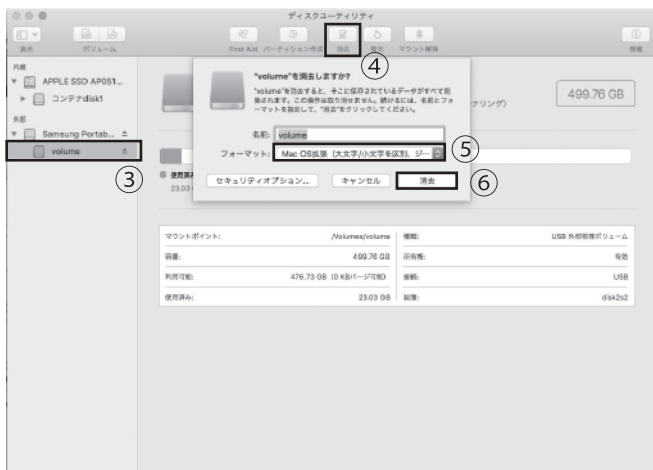 ディスクユーティリティ
表示
ボリューム
First Aid
パーティション作成
消去
復元
マウント解除
情報
④
内蔵
APPLE SSD AP051...
コンテナdisk1
外部
Samsung Portab...
volume
③
"volume"を消去しますか?
"volume"を消去すると、そこに保存されているデータがすべて削
除されます。この操作は取り消せません。続けるには、名前とフォ
ーマットを指定して、"消去"をクリックしてください。
名前: volume
フォーマット: Mac OS拡張(大文字/小文字を区別、ジ…
⑤
セキュリティオプション...
キャンセル
消去
⑥
ナリング)
499.76 GB
使用済み
23.03
マウントポイント: /Volumes/volume
種類: USB 外部物理ボリューム
容量: 499.76 GB
所有権: 有効
利用可能: 476.73 GB (0 KBパージ可能)
接続: USB
使用済み: 23.03 GB
装置: disk2s2